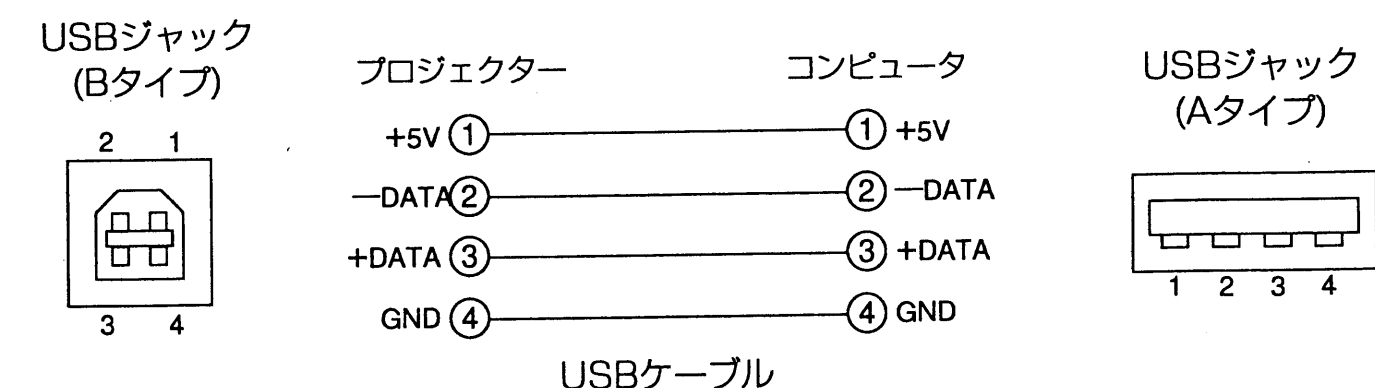 USBジャック
(Bタイプ)
2 1
3 4
プロジェクター コンピュータ
+5V ① ① +5V
—DATA ② ② —DATA
+DATA ③ ③ +DATA
GND ④ ④ GND
USBケーブル
USBジャック
(Aタイプ)
1 2 3 4